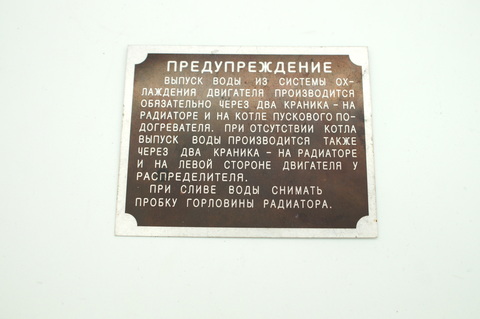 ПРЕДУПРЕЖДЕНИЕ
ВЫПУСК ВОДЫ ИЗ СИСТЕМЫ ОХ-
ЛАЖДЕНИЯ ДВИГАТЕЛЯ ПРОИЗВОДИТСЯ
ОБЯЗАТЕЛЬНО ЧЕРЕЗ ДВА КРАНИКА – НА
РАДИАТОРЕ И НА КОТЛЕ ПУСКОВОГО ПО-
ДОГРЕВАТЕЛЯ. ПРИ ОТСУТСТВИИ КОТЛА
ВЫПУСК ВОДЫ ПРОИЗВОДИТСЯ ТАКЖЕ
ЧЕРЕЗ ДВА КРАНИКА – НА РАДИАТОРЕ
И НА ЛЕВОЙ СТОРОНЕ ДВИГАТЕЛЯ У
РАСПРЕДЕЛИТЕЛЯ.
ПРИ СЛИВЕ ВОДЫ СНИМАТЬ
ПРОБКУ ГОРЛОВИНЫ РАДИАТОРА.